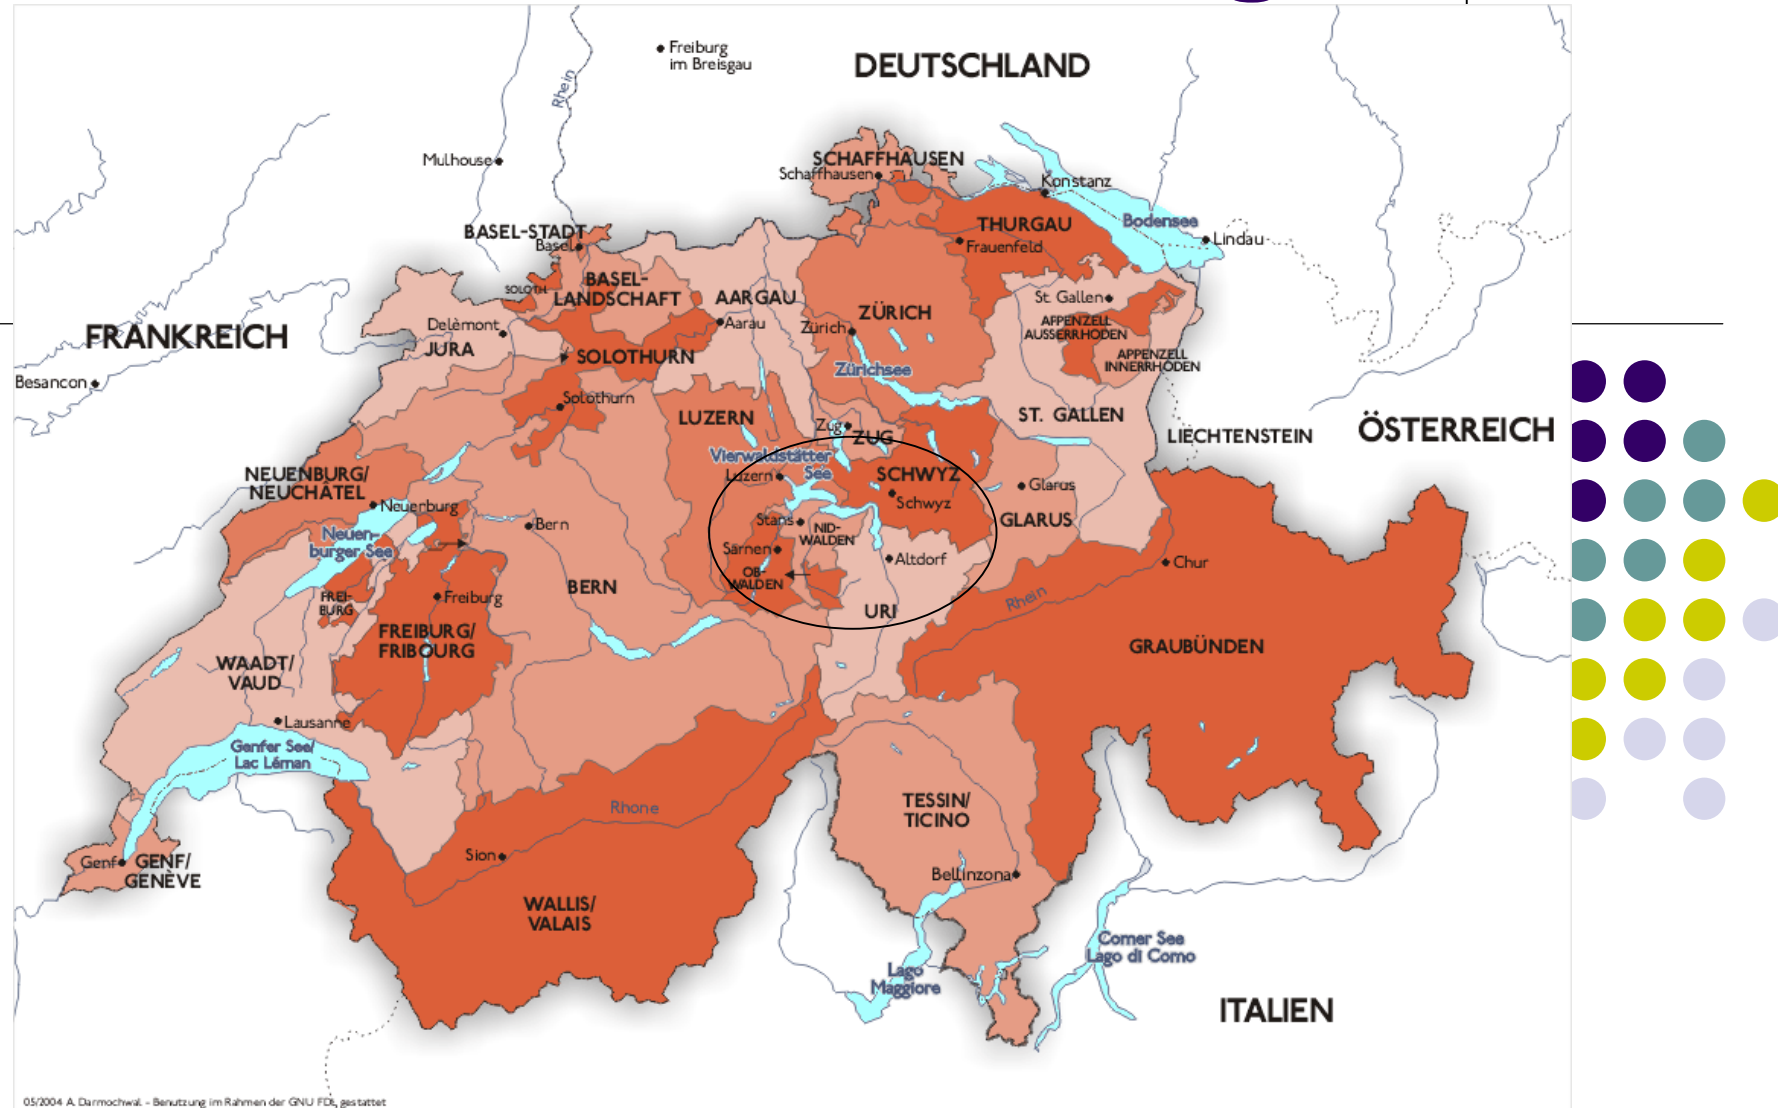 Freiburg
im Breisgau
DEUTSCHLAND
Rhein
Mulhouse
SCHAFFHAUSEN
Schaffhausen
Konstanz
Bodensee
Lindau
THURGAU
Frauenfeld
BASEL-STADT
Basel
BASEL-
LANDSCHAFT
SOLOTH.
AARGAU
Aarau
ZÜRICH
Zürich
Zürichsee
St. Gallen
APPENZELL
AUSSERRHODEN
APPENZELL
INNERRHODEN
FRANKREICH
Delèmont
JURA
SOLOTHURN
Solothurn
Besancon
LUZERN
Zug
ZUG
ST. GALLEN
LIECHTENSTEIN
ÖSTERREICH
Vierwaldstätter
See
Luzern
SCHWYZ
Schwyz
Glarus
GLARUS
NEUENBURG/
NEUCHÂTEL
Neuerburg
Neuen-
burger See
Bern
Stans
NID-
WALDEN
Sarnen
OB-
WALDEN
Altdorf
Chur
BERN
URI
Rhein
FREI-
BURG
Freiburg
FREIBURG/
FRIBOURG
GRAUBÜNDEN
WAADT/
VAUD
Lausanne
Genfer See/
Lac Léman
Rhone
TESSIN/
TICINO
Sion
Bellinzona
Genf
GENF/
GENÈVE
WALLIS/
VALAIS
Lago
Maggiore
Comer See
Lago di Como
ITALIEN
05/2004 A. Darmochwal - Benutzung im Rahmen der GNU FDL gestattet